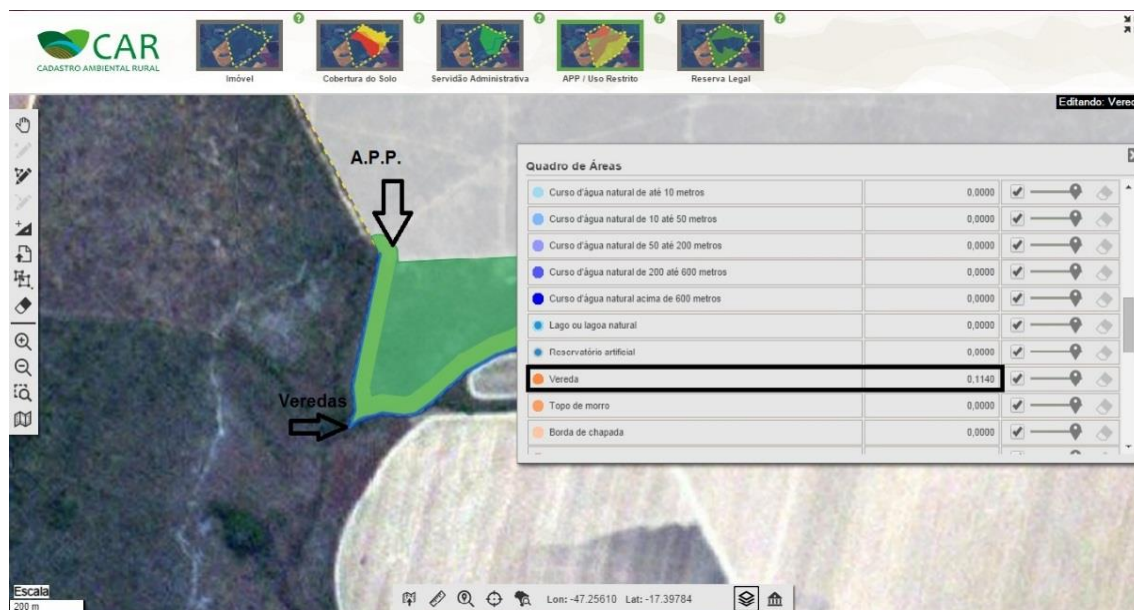 CAR
CADASTRO AMBIENTAL RURAL
Imóvel
Cobertura do Solo
Servidão Administrativa
APP / Uso Restrito
Reserva Legal
Editando: Vered
A.P.P.
Veredas
Quadro de Áreas
Curso d'água natural de até 10 metros 0,0000
Curso d'água natural de 10 até 50 metros 0,0000
Curso d'água natural de 50 até 200 metros 0,0000
Curso d'água natural de 200 até 600 metros 0,0000
Curso d'água natural acima de 600 metros 0,0000
Lago ou lagoa natural 0,0000
Reservatório artificial 0,0000
Vereda 0,1140
Topo de morro 0,0000
Borda de chapada 0,0000
Escala
200 m
Lon: -47.25610 Lat: -17.39784